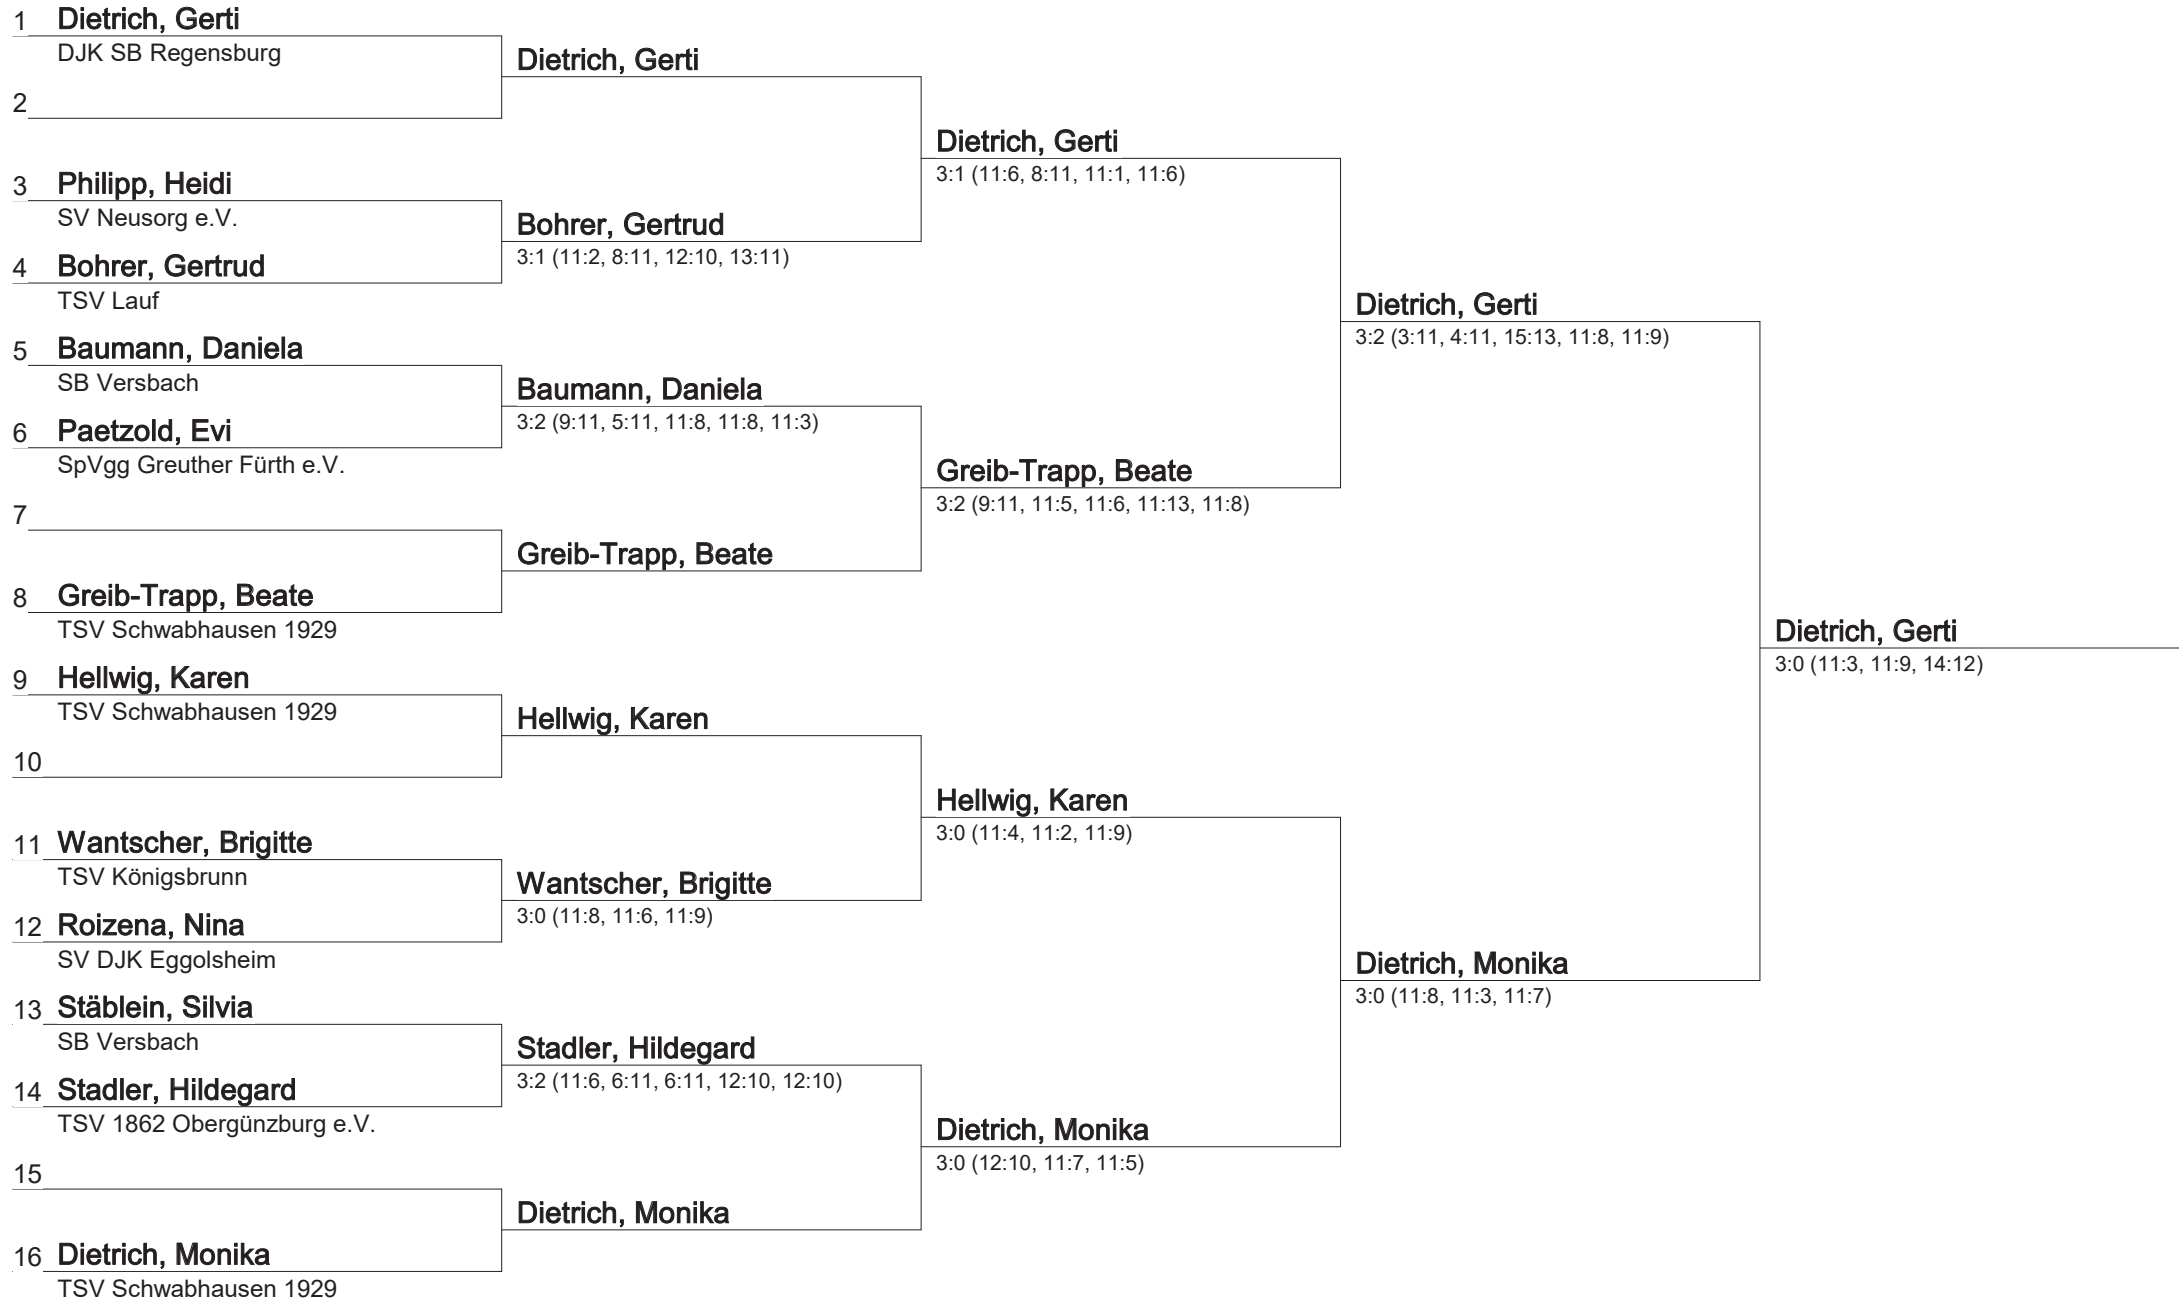 1 Dietrich, Gerti
DJK SB Regensburg
Dietrich, Gerti
2
Dietrich, Gerti
3:1 (11:6, 8:11, 11:1, 11:6)
3 Philipp, Heidi
SV Neusorg e.V.
Bohrer, Gertrud
3:1 (11:2, 8:11, 12:10, 13:11)
4 Bohrer, Gertrud
TSV Lauf
Dietrich, Gerti
3:2 (3:11, 4:11, 15:13, 11:8, 11:9)
5 Baumann, Daniela
SB Versbach
Baumann, Daniela
3:2 (9:11, 5:11, 11:8, 11:8, 11:3)
6 Paetzold, Evi
SpVgg Greuther Fürth e.V.
Greib-Trapp, Beate
3:2 (9:11, 11:5, 11:6, 11:13, 11:8)
7
Greib-Trapp, Beate
8 Greib-Trapp, Beate
TSV Schwabhausen 1929
Dietrich, Gerti
3:0 (11:3, 11:9, 14:12)
9 Hellwig, Karen
TSV Schwabhausen 1929
Hellwig, Karen
10
Hellwig, Karen
3:0 (11:4, 11:2, 11:9)
11 Wantscher, Brigitte
TSV Königsbrunn
Wantscher, Brigitte
3:0 (11:8, 11:6, 11:9)
12 Roizena, Nina
SV DJK Eggolsheim
Dietrich, Monika
3:0 (11:8, 11:3, 11:7)
13 Stäblein, Silvia
SB Versbach
Stadler, Hildegard
3:2 (11:6, 6:11, 6:11, 12:10, 12:10)
14 Stadler, Hildegard
TSV 1862 Obergünzburg e.V.
Dietrich, Monika
3:0 (12:10, 11:7, 11:5)
15
Dietrich, Monika
16 Dietrich, Monika
TSV Schwabhausen 1929